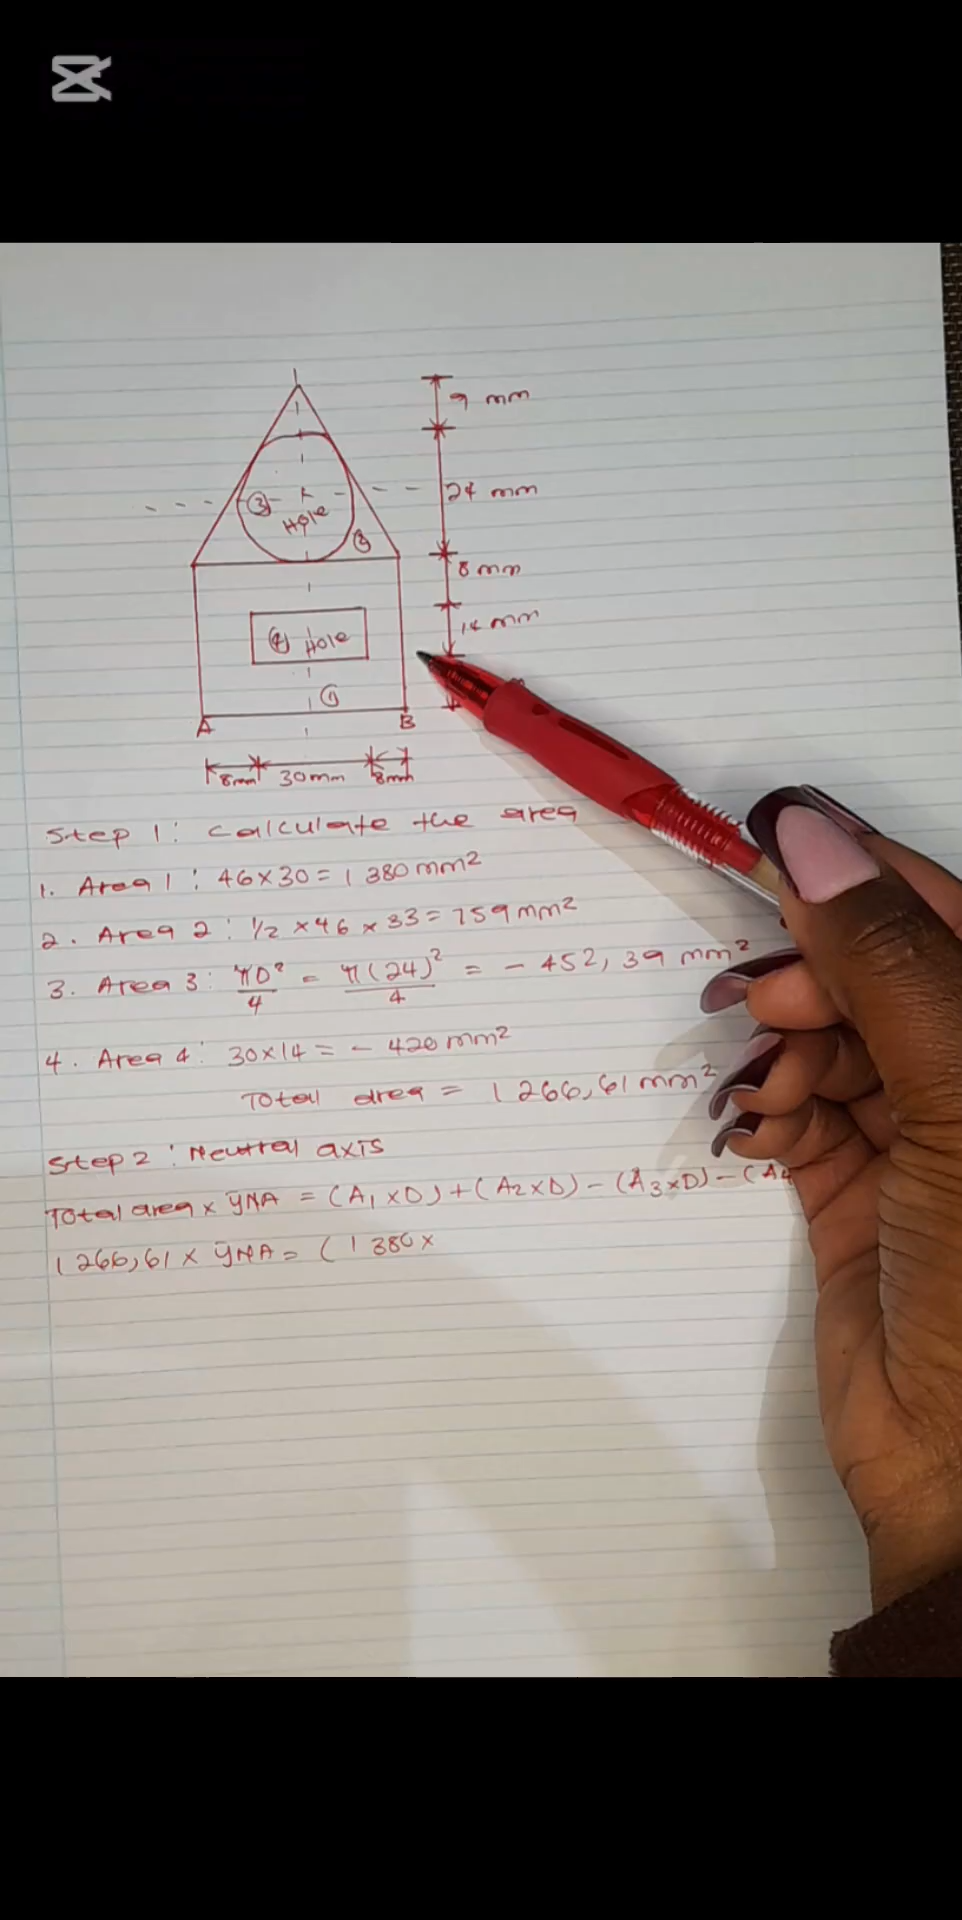 9 mm
24 mm
③ Hole
②
8 mm
14 mm
④ Hole
①
A B
8mm 30mm 8mm
Step 1: Calculate the area
1. Area 1: 46×30 = 1 380 mm²
2. Area 2: ½ × 46 × 33 = 759 mm²
3. Area 3: πD²/4 = π(24)²/4 = - 452,39 mm²
4. Area 4: 30×14 = - 420 mm²
Total area = 1 266,61 mm²
Step 2: Neutral axis
Total area × ȳNA = (A₁ × D) + (A₂ × D) - (A₃ × D) - (A₄
1 266,61 × ȳNA = ( 1 380 ×